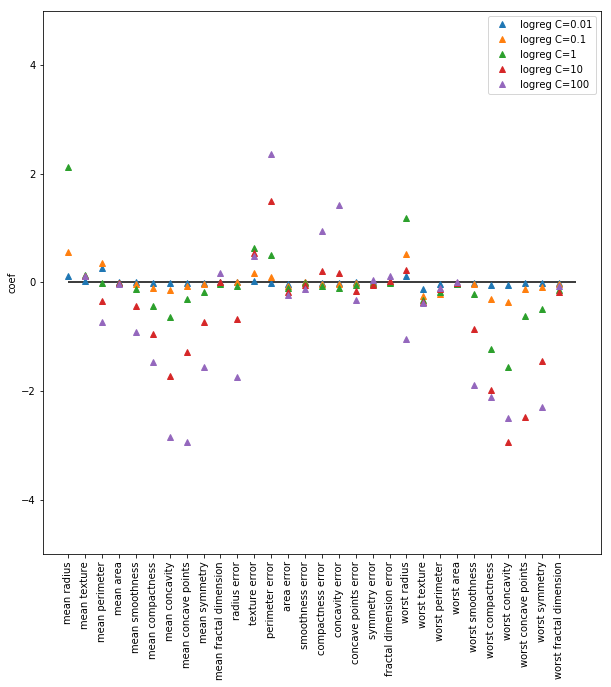 logreg C=0.01
logreg C=0.1
logreg C=1
logreg C=10
logreg C=100
4
2
0
−2
−4
coef
mean radius
mean texture
mean perimeter
mean area
mean smoothness
mean compactness
mean concavity
mean concave points
mean symmetry
mean fractal dimension
radius error
texture error
perimeter error
area error
smoothness error
compactness error
concavity error
concave points error
symmetry error
fractal dimension error
worst radius
worst texture
worst perimeter
worst area
worst smoothness
worst compactness
worst concavity
worst concave points
worst symmetry
worst fractal dimension